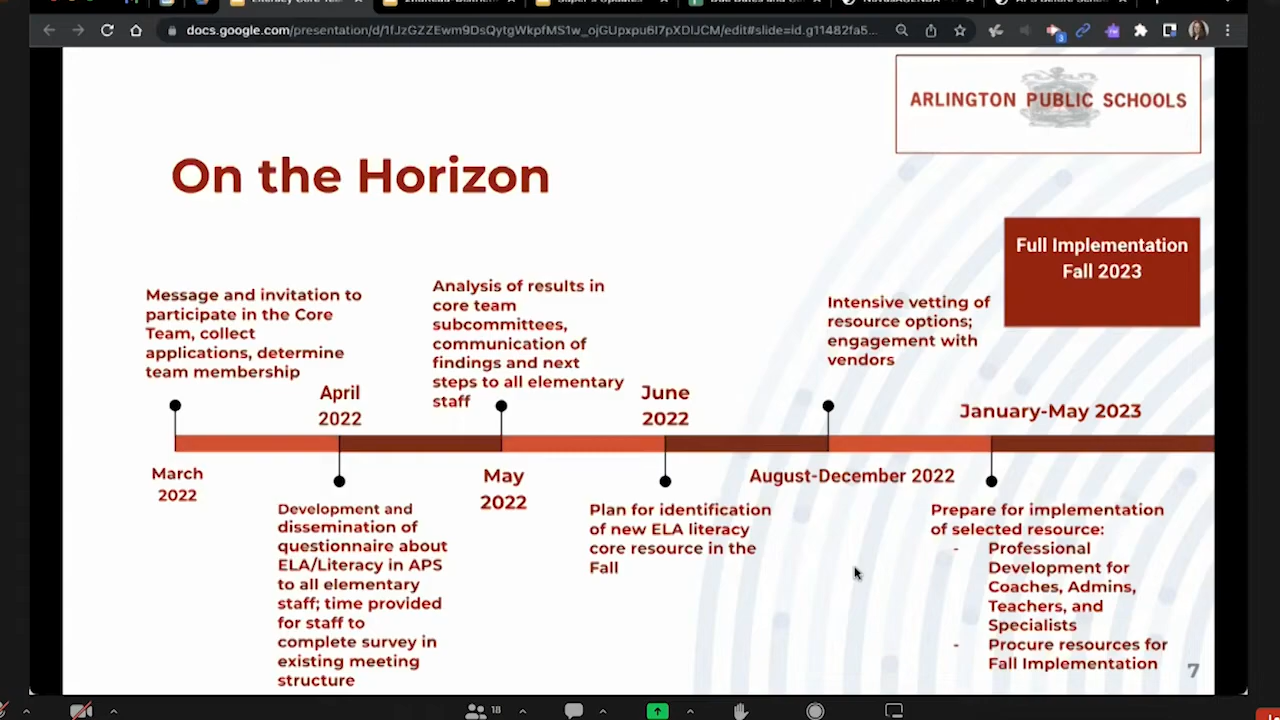 docs.google.com/presentation/d/1fJzGZZEwm9DsQytgWkpfMS1w_ojGUpxpu6I7pXDIJCM/edit#slide=id.g11482fa5...
ARLINGTON PUBLIC SCHOOLS
On the Horizon
Full Implementation
Fall 2023
Message and invitation to
participate in the Core
Team, collect
applications, determine
team membership
Analysis of results in
core team
subcommittees,
communication of
findings and next
steps to all elementary
staff
Intensive vetting of
resource options;
engagement with
vendors
April
2022
June
2022
January-May 2023
March
2022
May
2022
August-December 2022
Development and
dissemination of
questionnaire about
ELA/Literacy in APS
to all elementary
staff; time provided
for staff to
complete survey in
existing meeting
structure
Plan for identification
of new ELA literacy
core resource in the
Fall
Prepare for implementation
of selected resource:
- Professional
Development for
Coaches, Admins,
Teachers, and
Specialists
- Procure resources for
Fall Implementation
7
18